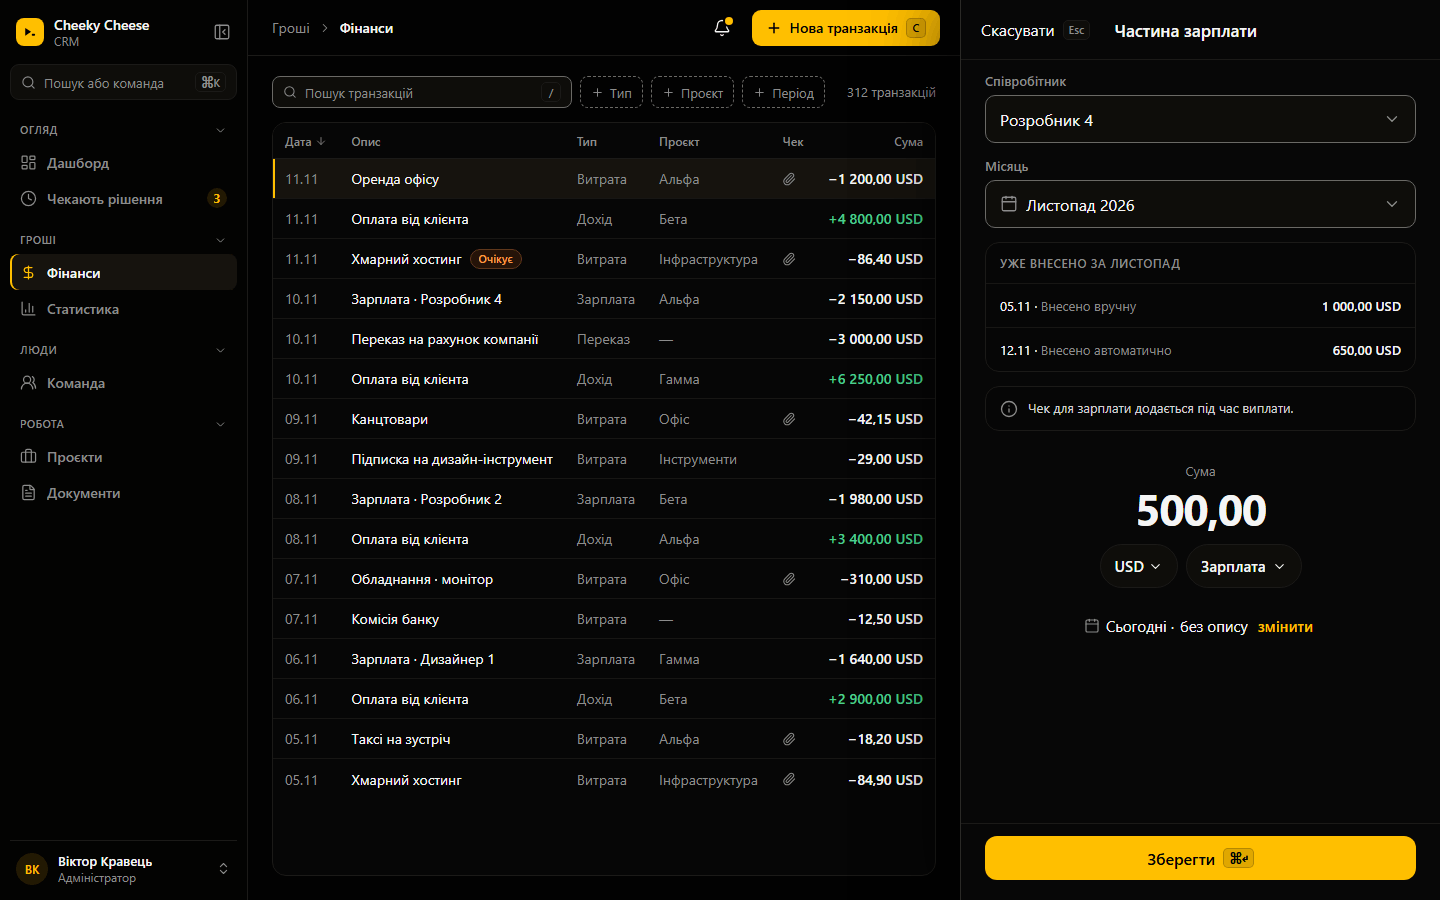 Cheeky Cheese
CRM
Пошук або команда ⌘K
ОГЛЯД
Дашборд
Чекають рішення 3
ГРОШІ
Фінанси
Статистика
ЛЮДИ
Команда
РОБОТА
Проєкти
Документи
ВК
Віктор Кравець
Адміністратор
Гроші > Фінанси
+ Нова транзакція C
Пошук транзакцій /
+ Тип
+ Проєкт
+ Період
312 транзакцій
Дата ↓ Опис Тип Проєкт Чек Сума
11.11 Оренда офісу Витрата Альфа −1 200,00 USD
11.11 Оплата від клієнта Дохід Бета +4 800,00 USD
11.11 Хмарний хостинг Очікує Витрата Інфраструктура −86,40 USD
10.11 Зарплата · Розробник 4 Зарплата Альфа −2 150,00 USD
10.11 Переказ на рахунок компанії Переказ — −3 000,00 USD
10.11 Оплата від клієнта Дохід Гамма +6 250,00 USD
09.11 Канцтовари Витрата Офіс −42,15 USD
09.11 Підписка на дизайн-інструмент Витрата Інструменти −29,00 USD
08.11 Зарплата · Розробник 2 Зарплата Бета −1 980,00 USD
08.11 Оплата від клієнта Дохід Альфа +3 400,00 USD
07.11 Обладнання · монітор Витрата Офіс −310,00 USD
07.11 Комісія банку Витрата — −12,50 USD
06.11 Зарплата · Дизайнер 1 Зарплата Гамма −1 640,00 USD
06.11 Оплата від клієнта Дохід Бета +2 900,00 USD
05.11 Таксі на зустріч Витрата Альфа −18,20 USD
05.11 Хмарний хостинг Витрата Інфраструктура −84,90 USD
Скасувати Esc Частина зарплати
Співробітник
Розробник 4
Місяць
Листопад 2026
УЖЕ ВНЕСЕНО ЗА ЛИСТОПАД
05.11 · Внесено вручну 1 000,00 USD
12.11 · Внесено автоматично 650,00 USD
Чек для зарплати додається під час виплати.
Сума
500,00
USD Зарплата
Сьогодні · без опису змінити
Зберегти ⌘↵